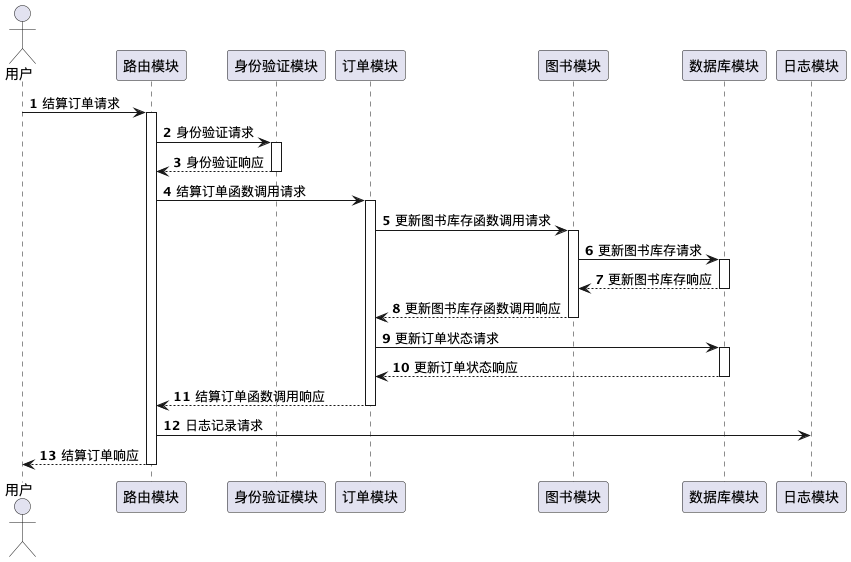 用户
路由模块 身份验证模块 订单模块 图书模块 数据库模块 日志模块
1 结算订单请求
2 身份验证请求
3 身份验证响应
4 结算订单函数调用请求
5 更新图书库存函数调用请求
6 更新图书库存请求
7 更新图书库存响应
8 更新图书库存函数调用响应
9 更新订单状态请求
10 更新订单状态响应
11 结算订单函数调用响应
12 日志记录请求
13 结算订单响应
用户
路由模块 身份验证模块 订单模块 图书模块 数据库模块 日志模块